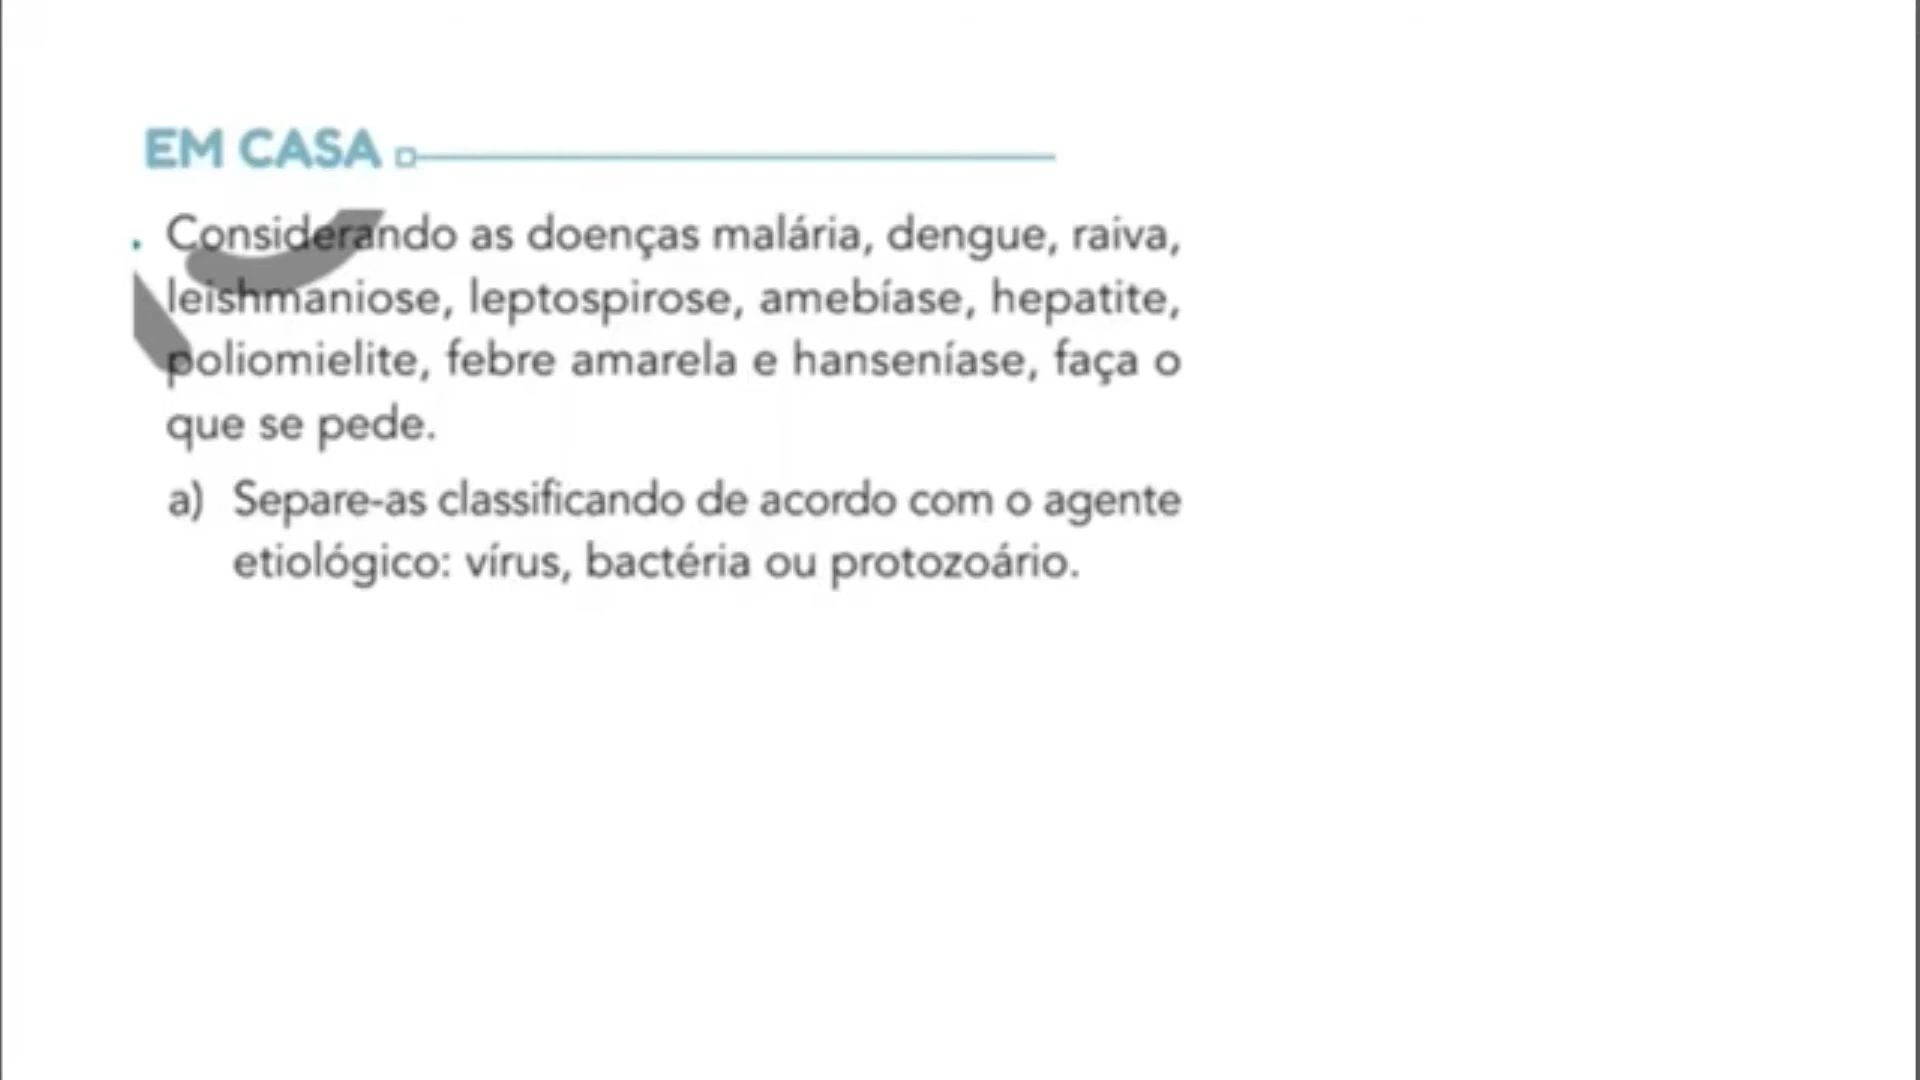 EM CASA
Considerando as doenças malária, dengue, raiva,
leishmaniose, leptospirose, amebíase, hepatite,
poliomielite, febre amarela e hanseníase, faça o
que se pede.
a) Separe-as classificando de acordo com o agente
etiológico: vírus, bactéria ou protozoário.